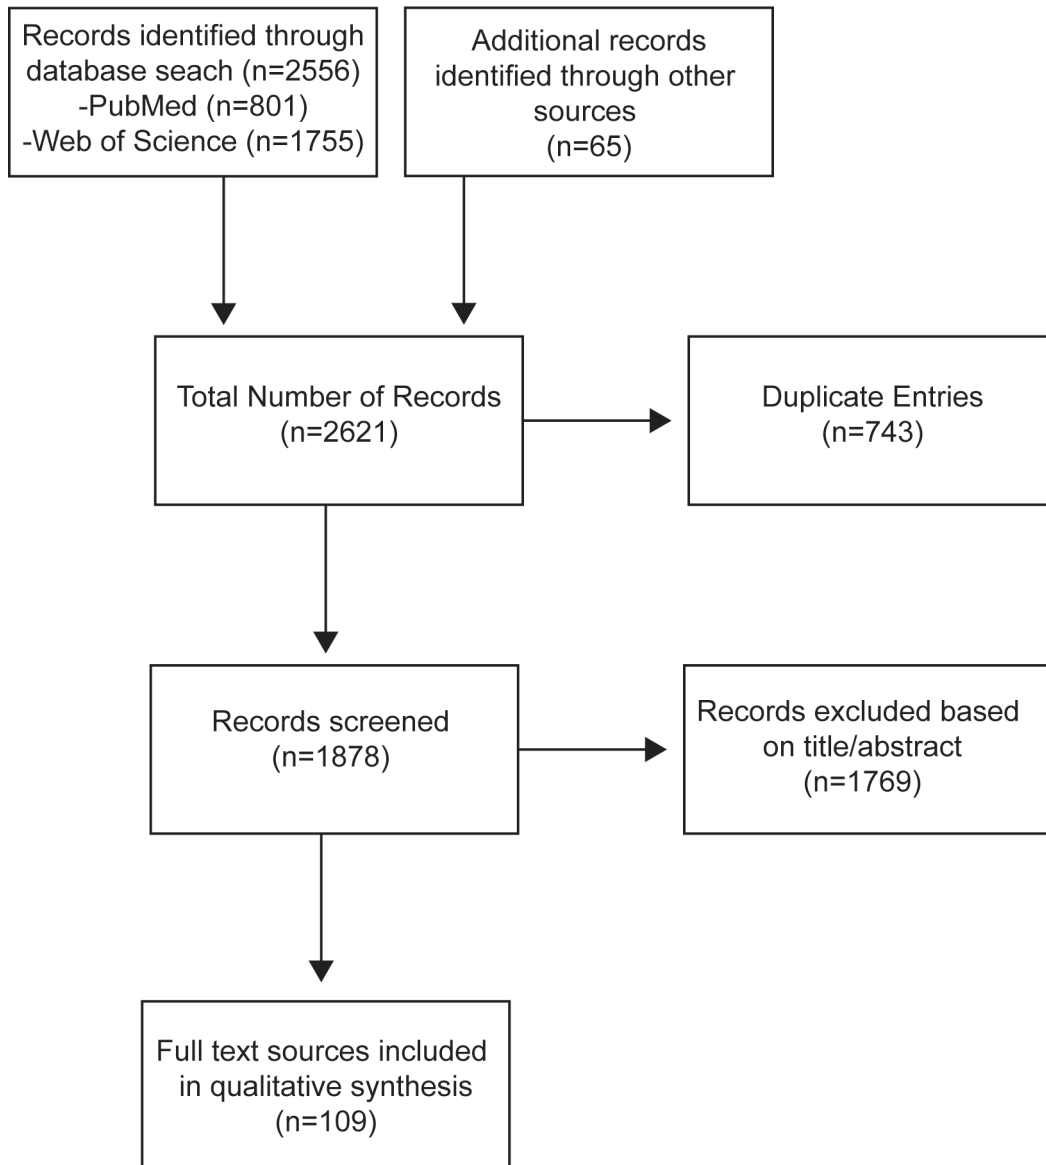 Records identified through
database seach (n=2556)
-PubMed (n=801)
-Web of Science (n=1755)
Additional records
identified through other
sources
(n=65)
Total Number of Records
(n=2621)
Duplicate Entries
(n=743)
Records screened
(n=1878)
Records excluded based
on title/abstract
(n=1769)
Full text sources included
in qualitative synthesis
(n=109)